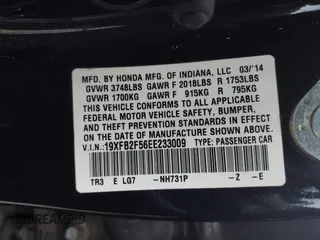 MFD. BY HONDA MFG. OF INDIANA, LLC 03/'14
GVWR 3748LBS GAWR F 2018LBS R 1753LBS
GVWR 1700KG GAWR F 915KG R 795KG
THIS VEHICLE CONFORMS TO ALL APPLICABLE
FEDERAL MOTOR VEHICLE SAFETY, BUMPER,
AND THEFT PREVENTION STANDARDS IN EFFECT
ON THE DATE OF MANUFACTURE SHOWN ABOVE.
V.I.N.: 19XFB2F56EE233009 TYPE: PASSENGER CAR
TR3 E LG7 -NH731P -Z -E